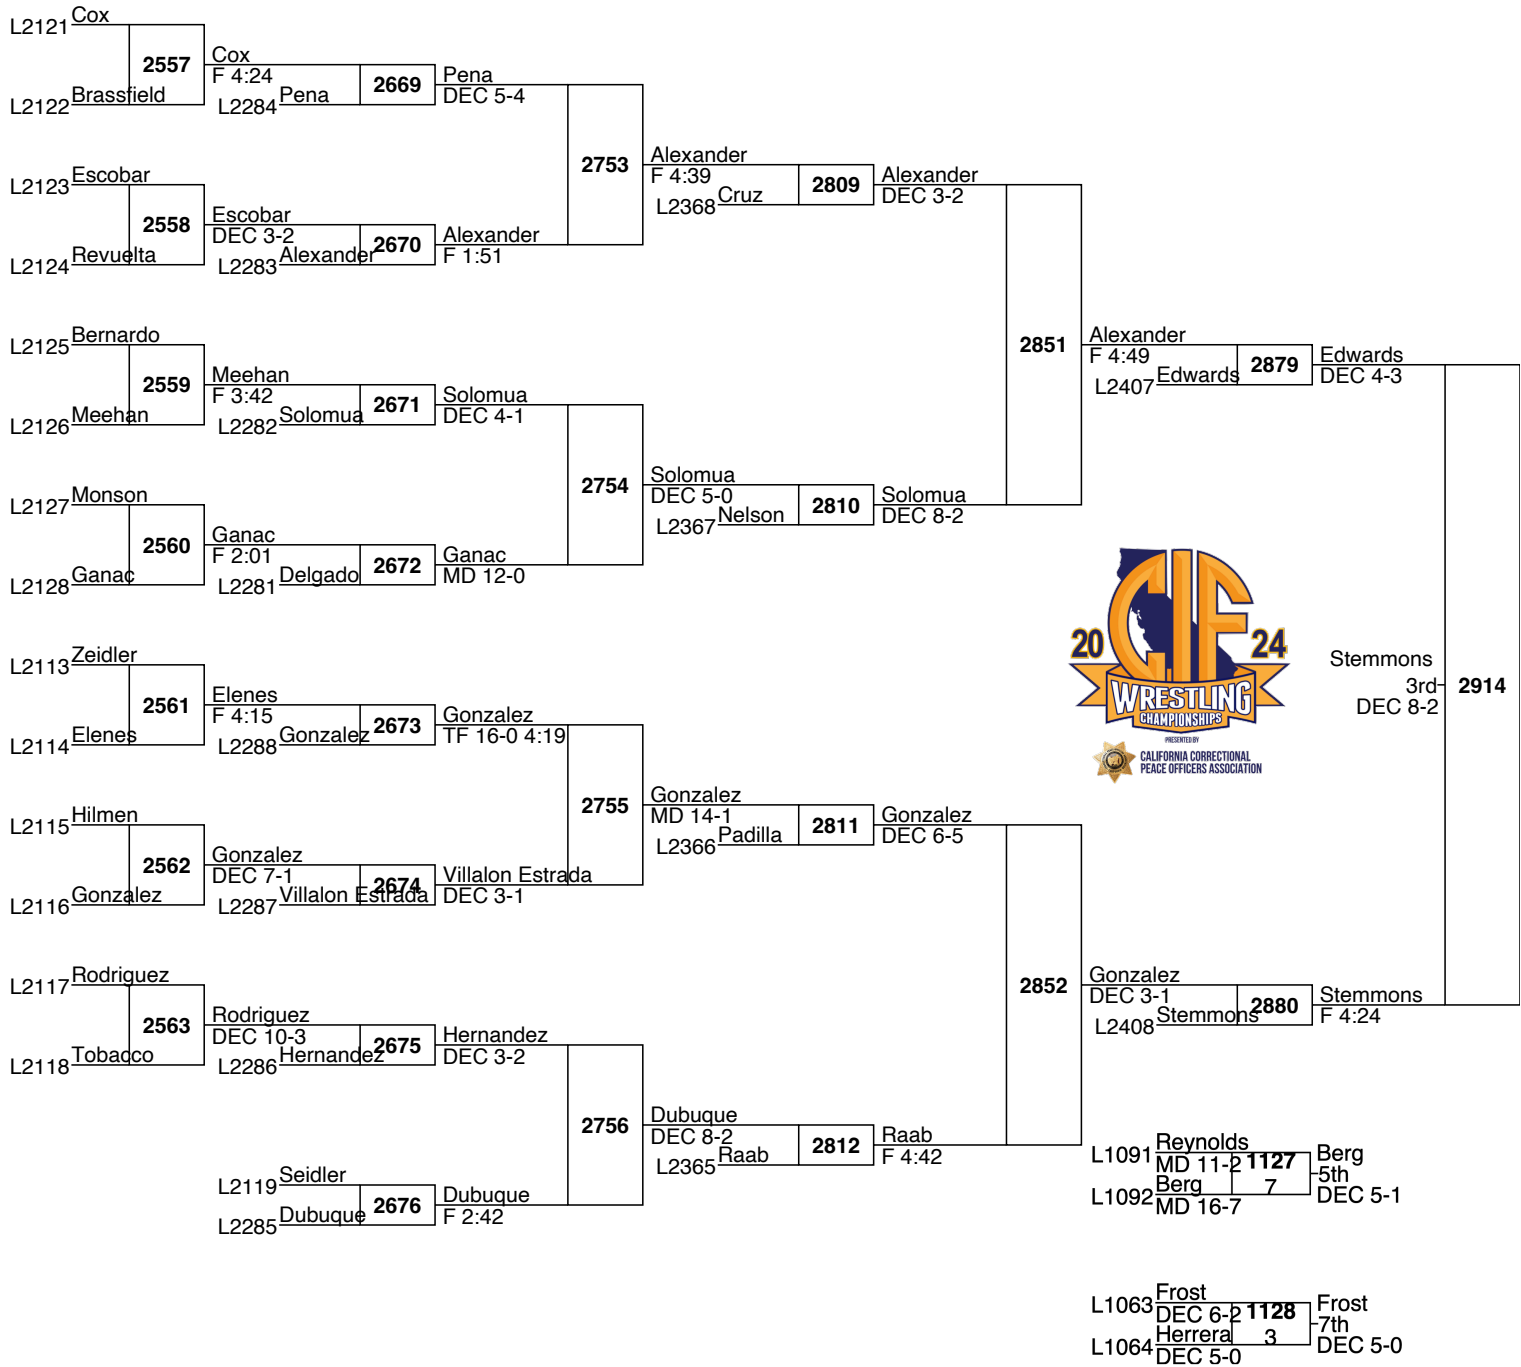 Cox
L2121
2557
Cox
F 4:24
Brassfield
L2122
L2284
Pena
2669
Pena
DEC 5-4
2753
Alexander
F 4:39
L2368
Cruz
2809
Alexander
DEC 3-2
Escobar
L2123
2558
Escobar
DEC 3-2
Revuelta
L2124
L2283
Alexander
2670
Alexander
F 1:51
2851
Alexander
F 4:49
L2407
Edwards
2879
Edwards
DEC 4-3
Bernardo
L2125
2559
Meehan
F 3:42
Meehan
L2126
L2282
Solomua
2671
Solomua
DEC 4-1
2754
Solomua
DEC 5-0
L2367
Nelson
2810
Solomua
DEC 8-2
Monson
L2127
2560
Ganac
F 2:01
Ganac
L2128
L2281
Delgado
2672
Ganac
MD 12-0
20 CIF 24
WRESTLING
CHAMPIONSHIPS
PRESENTED BY
CALIFORNIA CORRECTIONAL
PEACE OFFICERS ASSOCIATION
Stemmons
3rd
DEC 8-2
2914
Zeidler
L2113
2561
Elenes
F 4:15
Elenes
L2114
L2288
Gonzalez
2673
Gonzalez
TF 16-0 4:19
2755
Gonzalez
MD 14-1
L2366
Padilla
2811
Gonzalez
DEC 6-5
Hilmen
L2115
2562
Gonzalez
DEC 7-1
Gonzalez
L2116
L2287
Villalon Estrada
2674
Villalon Estrada
DEC 3-1
2852
Gonzalez
DEC 3-1
L2408
Stemmons
2880
Stemmons
F 4:24
Rodriguez
L2117
2563
Rodriguez
DEC 10-3
Tobacco
L2118
L2286
Hernandez
2675
Hernandez
DEC 3-2
2756
Dubuque
DEC 8-2
L2365
Raab
2812
Raab
F 4:42
L2119
Seidler
L2285
Dubuque
2676
Dubuque
F 2:42
L1091
Reynolds
MD 11-2
1127
7
L1092
Berg
MD 16-7
Berg
5th
DEC 5-1
L1063
Frost
DEC 6-2
1128
3
L1064
Herrera
DEC 5-0
Frost
7th
DEC 5-0